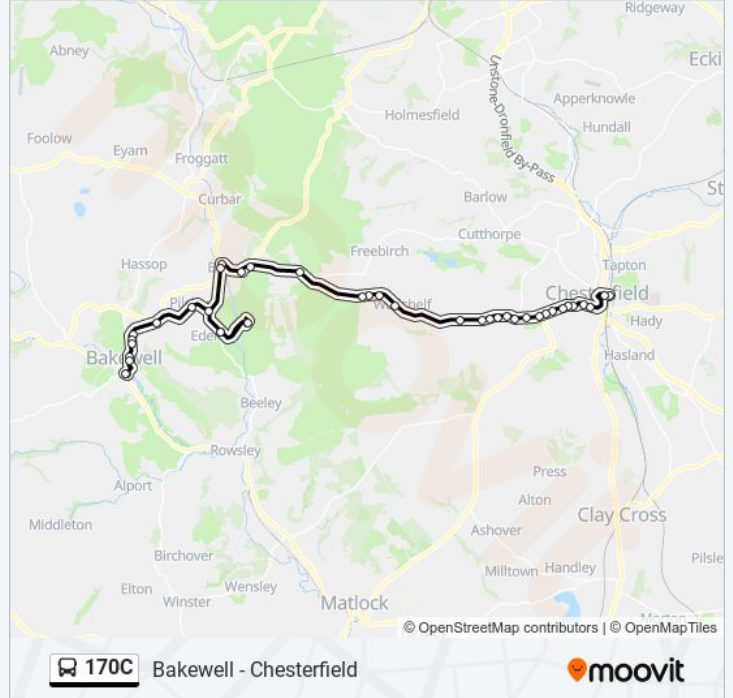 Ridgeway
Abney
Ecki
Unstone-Dronfield By-Pass
Apperknowle
Holmesfield
Hundall
Foolow
Eyam
Froggatt
St
Barlow
Curbar
Cutthorpe
Freebirch
Hassop
Tapton
Chesterfield
Hady
Bakewell
Hasland
Beeley
Rowsley
Press
Alport
Alton
Clay Cross
Middleton
Ashover
Birchover
Pilsle
Milltown
Handley
Elton
Wensley
Winster
Matlock
© OpenStreetMap contributors | © OpenMapTiles
170C Bakewell - Chesterfield
moovit